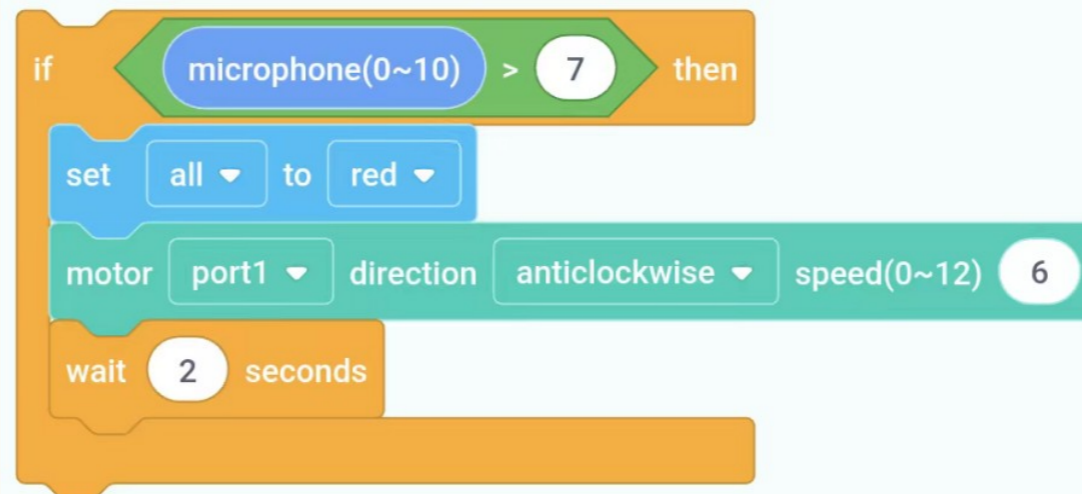 if microphone(0~10) > 7 then
set all to red
motor port1 direction anticlockwise speed(0~12) 6
wait 2 seconds